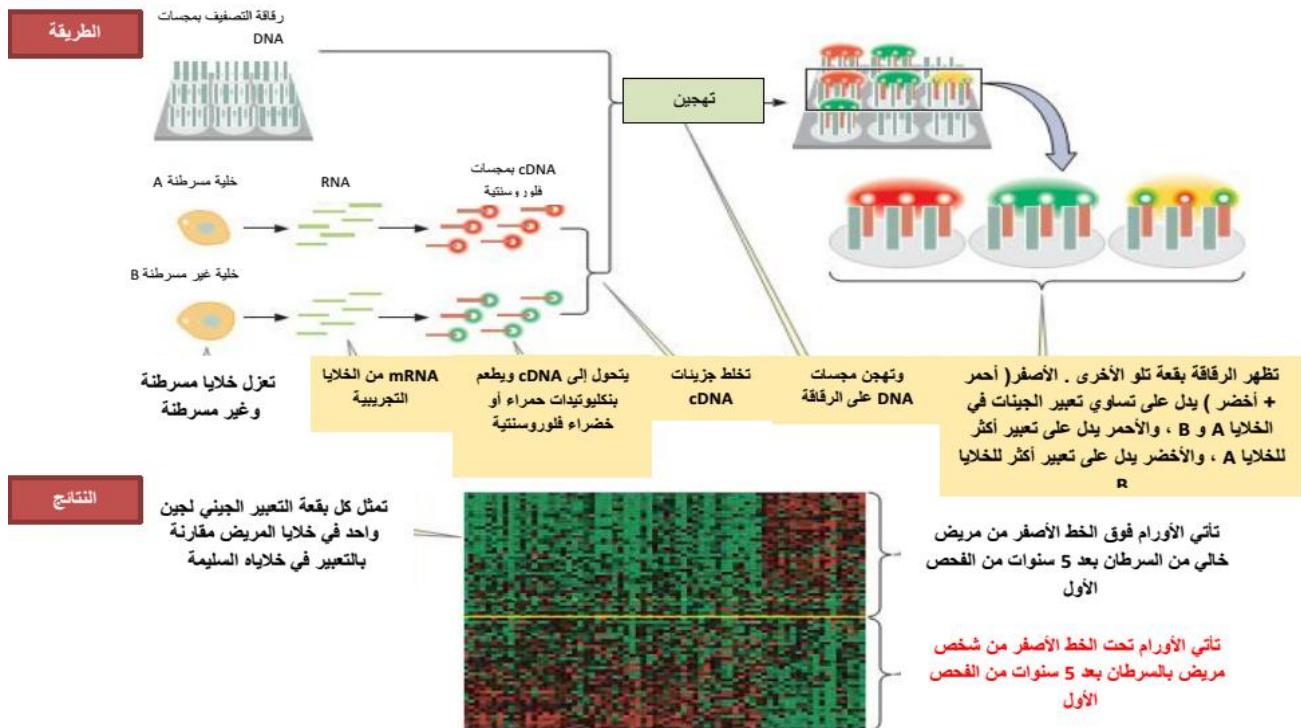 الطريقة
رقاقة التصفيف بمجسات
DNA
خلية مسرطنة A
RNA
cDNA بمجسات
فلوروسنتية
خلية غير مسرطنة B
تهجين
تعزل خلايا مسرطنة
وغير مسرطنة
mRNA من الخلايا
التجريبية
يتحول إلى cDNA ويطعم
بنكليوتيدات حمراء أو
خضراء فلوروسنتية
تخلط جزيئات
cDNA
وتهجن مجسات
DNA على الرقاقة
تظهر الرقاقة بقعة تلو الأخرى . الأصفر( أحمر
+ أخضر ) يدل على تساوي تعبير الجينات في
الخلايا A و B ، والأحمر يدل على تعبير أكثر
للخلايا A ، والأخضر يدل على تعبير أكثر للخلايا
B
النتائج
تمثل كل بقعة التعبير الجيني لجين
واحد في خلايا المريض مقارنة
بالتعبير في خلاياه السليمة
تأتي الأورام فوق الخط الأصفر من مريض
خالي من السرطان بعد 5 سنوات من الفحص
الأول
تأتي الأورام تحت الخط الأصفر من شخص
مريض بالسرطان بعد 5 سنوات من الفحص
الأول